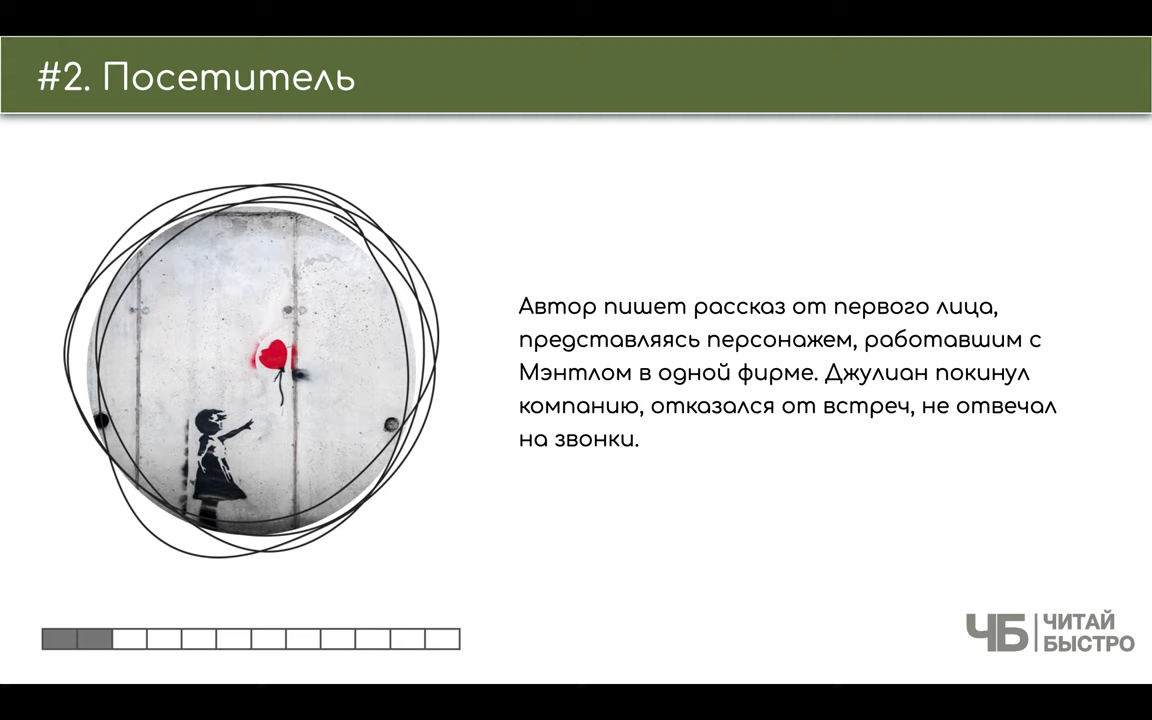 #2. Посетитель
Автор пишет рассказ от первого лица,
представляясь персонажем, работавшим с
Мэнтлом в одной фирме. Джулиан покинул
компанию, отказался от встреч, не отвечал
на звонки.
ЧБ
ЧИТАЙ
БЫСТРО